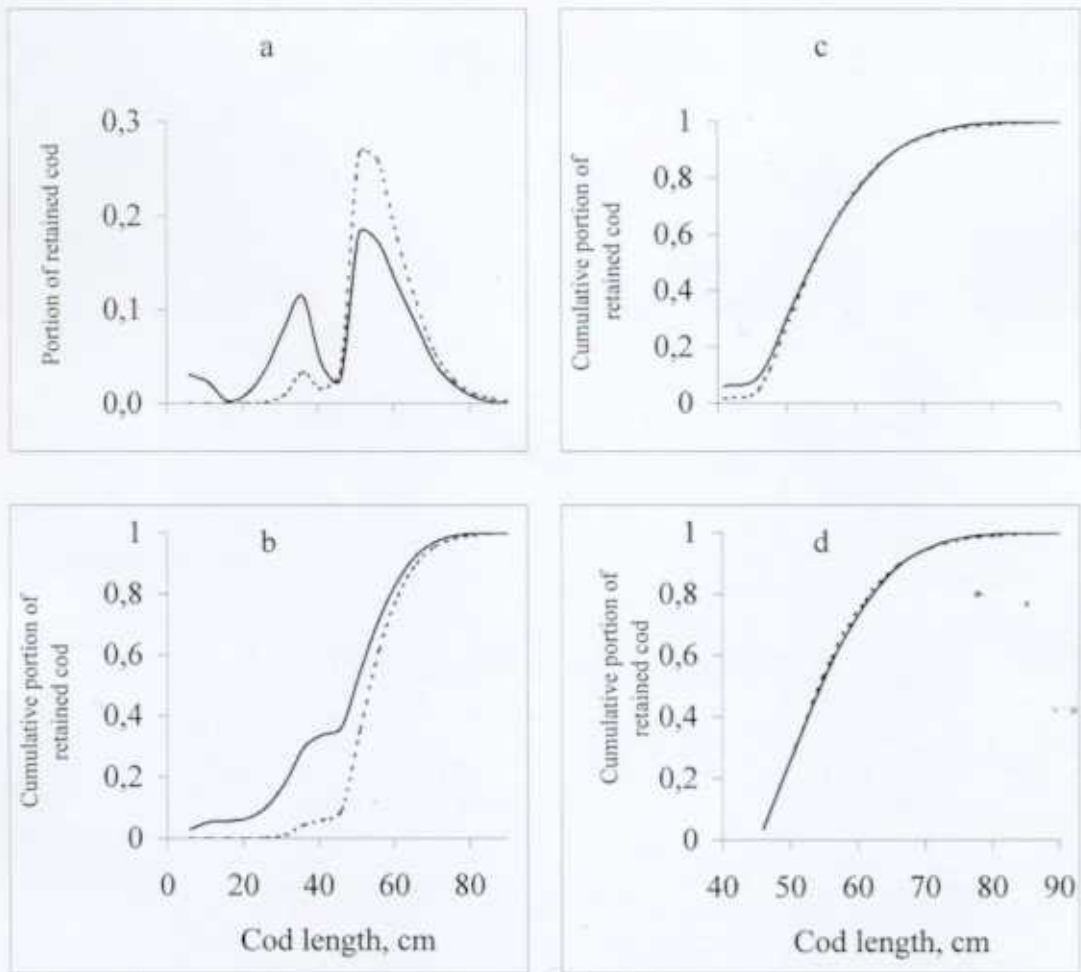 a
Portion of retained cod
0,3
0,2
0,1
0,0
c
Cumulative portion of
retained cod
1
0,8
0,6
0,4
0,2
0
b
Cumulative portion of
retained cod
1
0,8
0,6
0,4
0,2
0
0 20 40 60 80
Cod length, cm
d
Cumulative portion of
retained cod
1
0,8
0,6
0,4
0,2
0
40 50 60 70 80 90
Cod length, cm